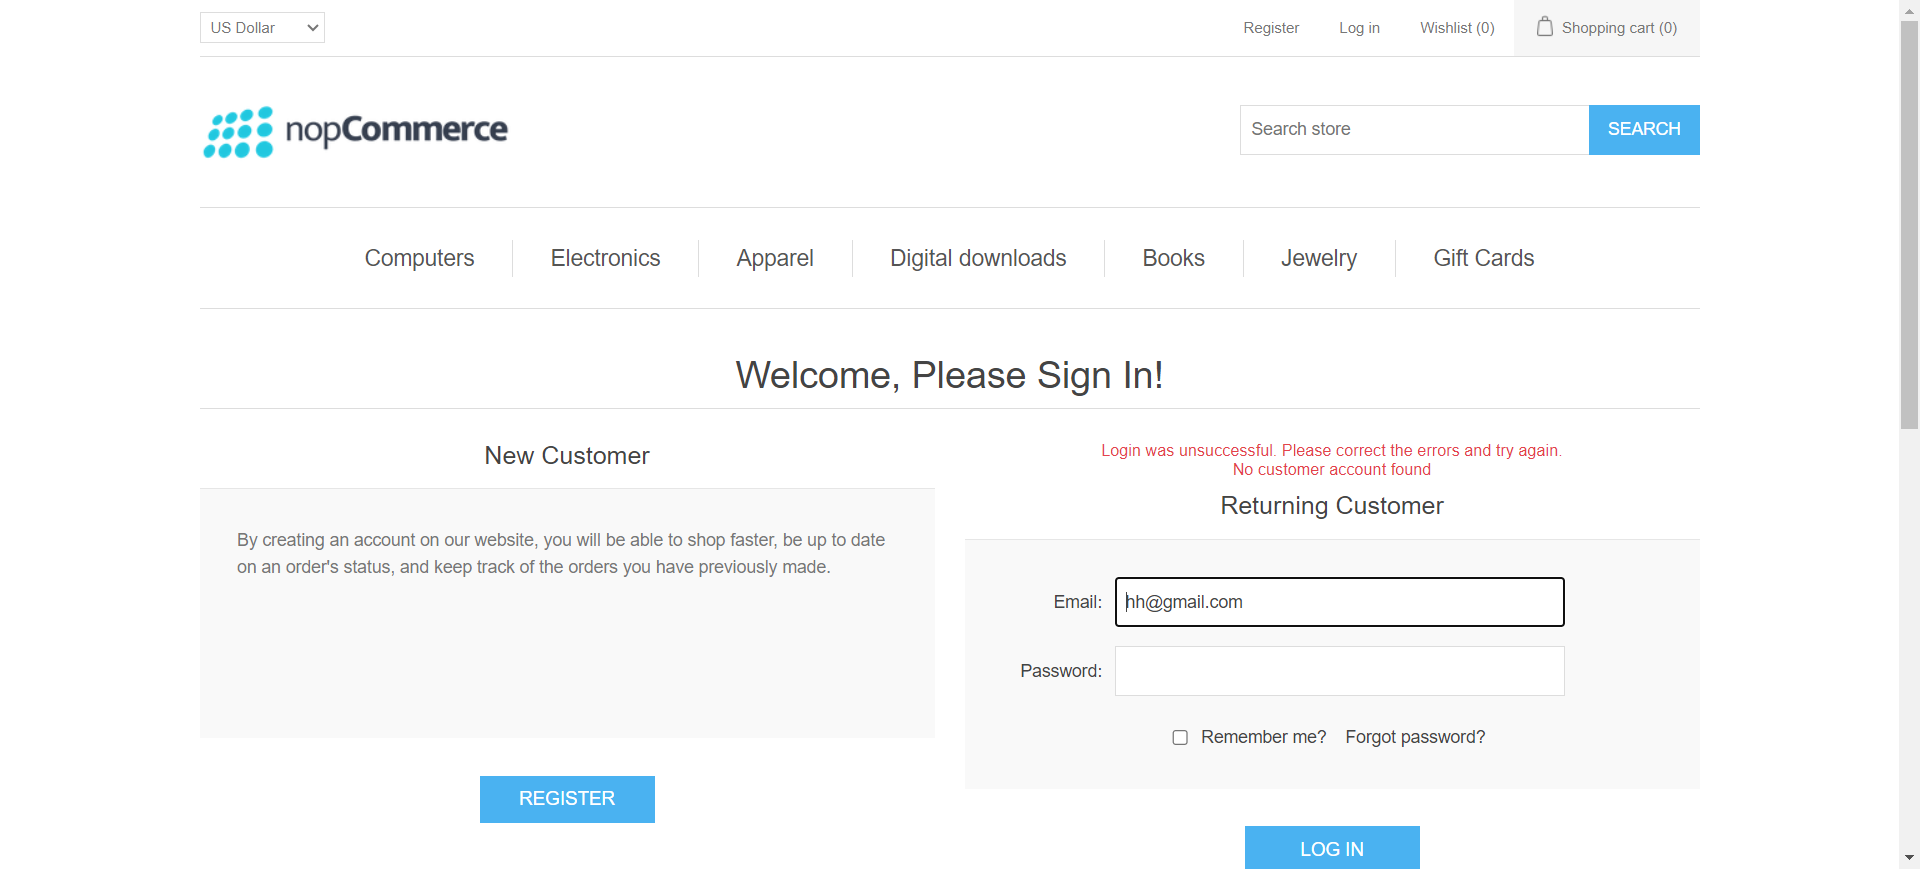 US Dollar
Register
Log in
Wishlist (0)
Shopping cart (0)
nopCommerce
Search store
SEARCH
Computers
Electronics
Apparel
Digital downloads
Books
Jewelry
Gift Cards
Welcome, Please Sign In!
New Customer
By creating an account on our website, you will be able to shop faster, be up to date
on an order's status, and keep track of the orders you have previously made.
REGISTER
Login was unsuccessful. Please correct the errors and try again.
No customer account found
Returning Customer
Email:
hh@gmail.com
Password:
Remember me?
Forgot password?
LOG IN